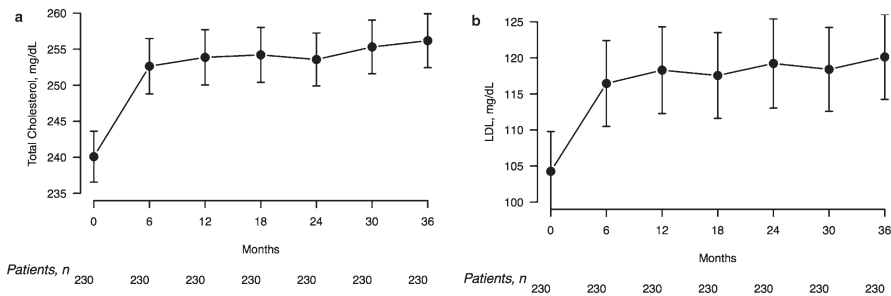 a
Total Cholesterol, mg/dL
260
255
250
245
240
235
0 6 12 18 24 30 36
Months
Patients, n
230 230 230 230 230 230 230
b
LDL, mg/dL
125
120
115
110
105
100
0 6 12 18 24 30 36
Months
Patients, n
230 230 230 230 230 230 230